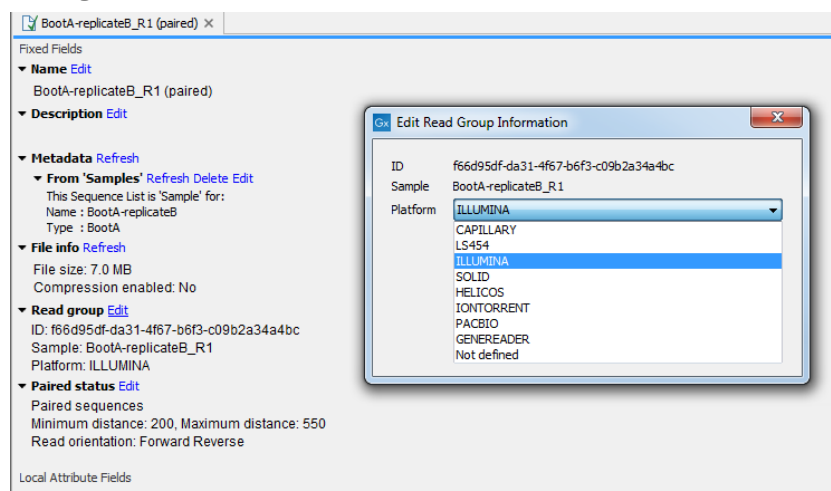 BootA-replicateB_R1 (paired)
Fixed Fields
Name Edit
BootA-replicateB_R1 (paired)
Description Edit
Metadata Refresh
From 'Samples' Refresh Delete Edit
This Sequence List is 'Sample' for:
Name : BootA-replicateB
Type : BootA
File info Refresh
File size: 7.0 MB
Compression enabled: No
Read group Edit
ID: f66d95df-da31-4f67-b6f3-c09b2a34a4bc
Sample: BootA-replicateB_R1
Platform: ILLUMINA
Paired status Edit
Paired sequences
Minimum distance: 200, Maximum distance: 550
Read orientation: Forward Reverse
Local Attribute Fields
Gx Edit Read Group Information
ID f66d95df-da31-4f67-b6f3-c09b2a34a4bc
Sample BootA-replicateB_R1
Platform ILLUMINA
CAPILLARY
LS454
ILLUMINA
SOLID
HELICOS
IONTORRENT
PACBIO
GENEREADER
Not defined